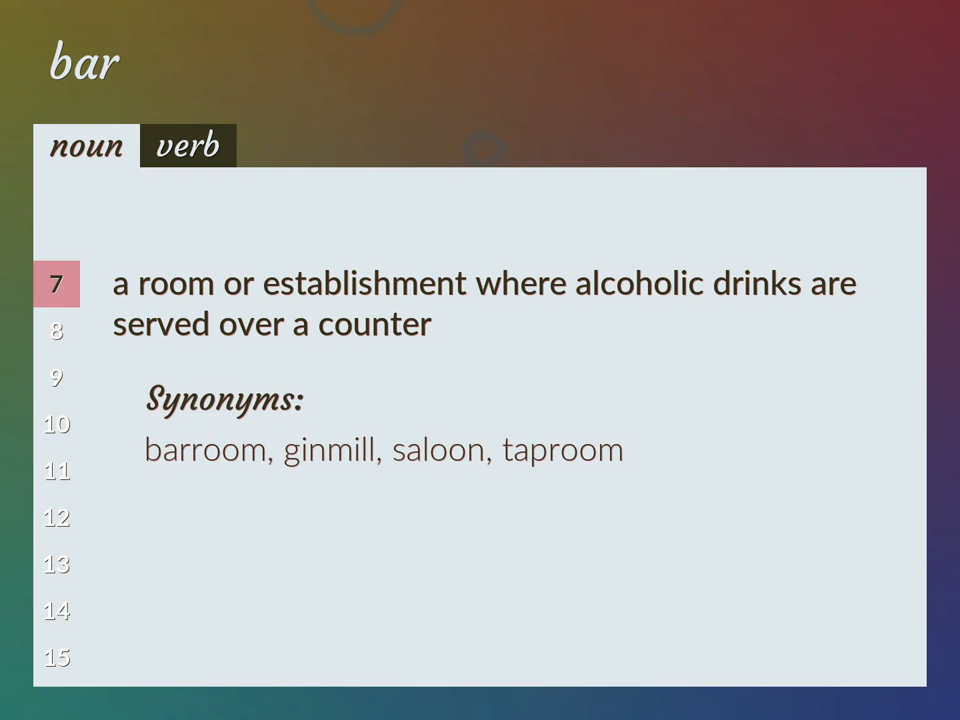 bar
noun verb
7 a room or establishment where alcoholic drinks are
served over a counter
8
9
Synonyms:
10
barroom, ginmill, saloon, taproom
11
12
13
14
15